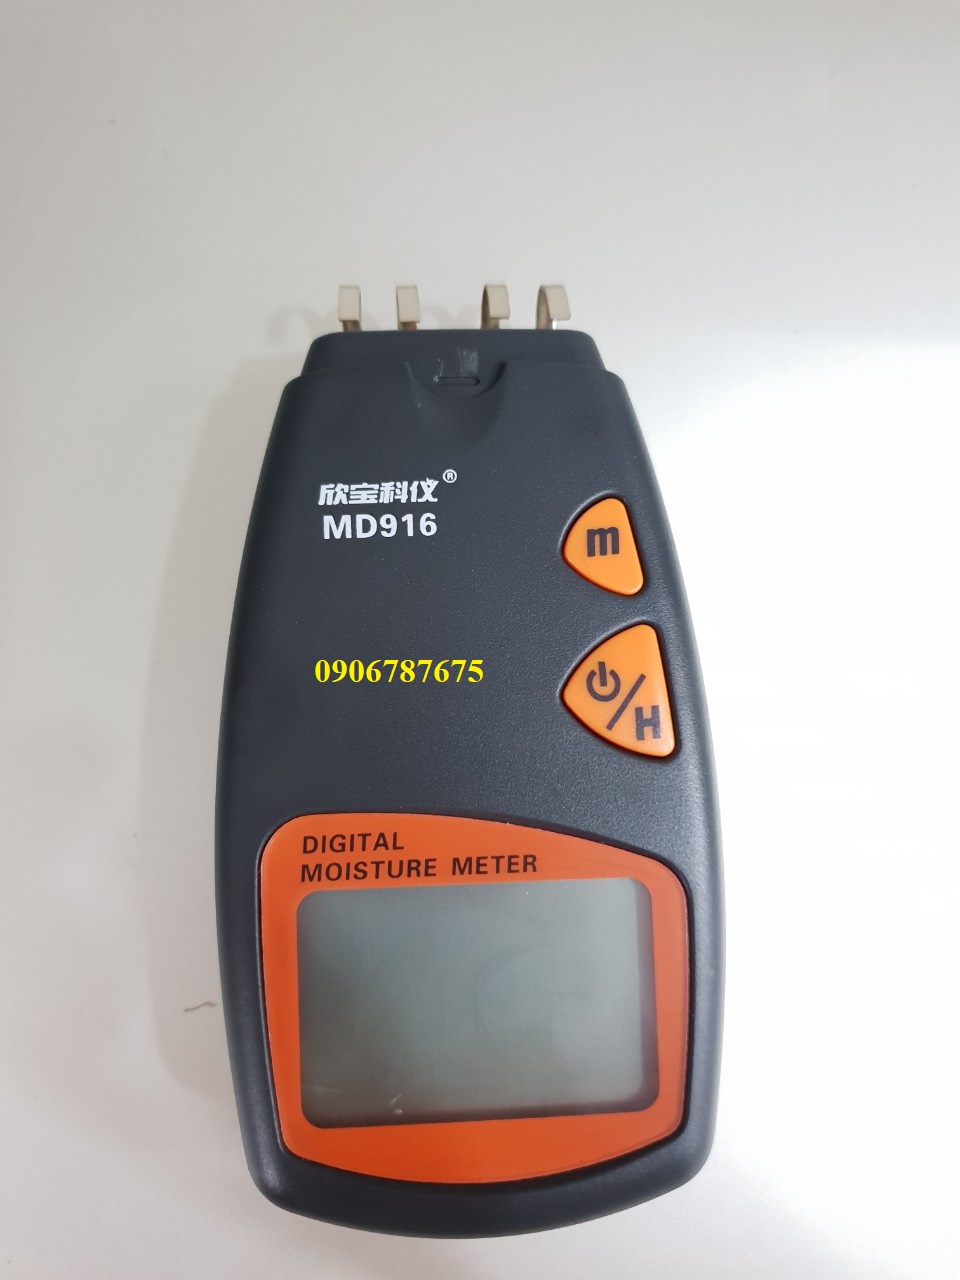 欣宝科仪®
MD916
m
0906787675
⏻/H
DIGITAL
MOISTURE METER